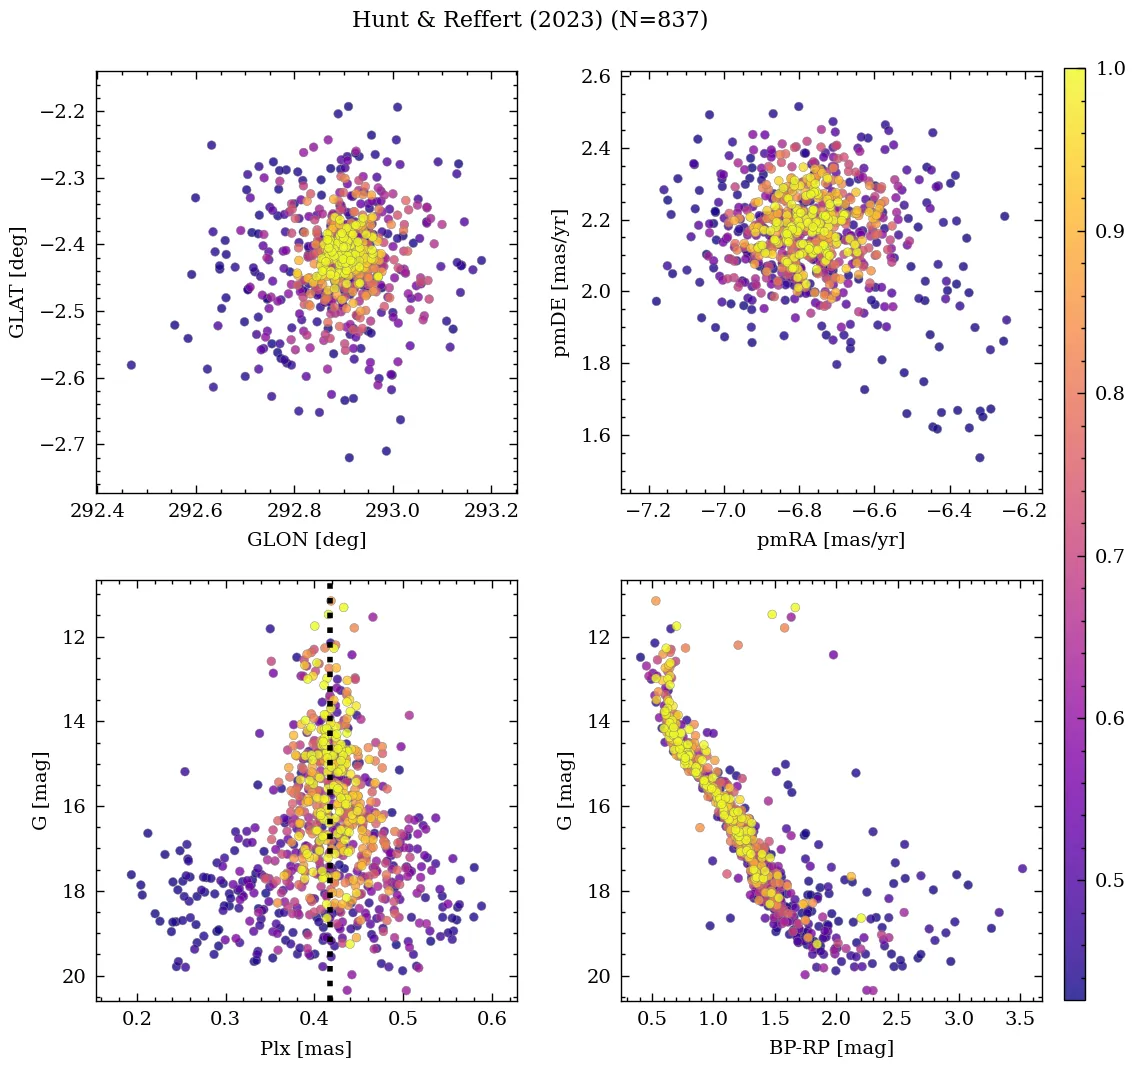 Hunt & Reffert (2023) (N=837)
−2.2
−2.3
−2.4
−2.5
−2.6
−2.7
GLAT [deg]
292.4 292.6 292.8 293.0 293.2
GLON [deg]
2.6
2.4
2.2
2.0
1.8
1.6
pmDE [mas/yr]
−7.2 −7.0 −6.8 −6.6 −6.4 −6.2
pmRA [mas/yr]
12
14
16
18
20
G [mag]
0.2 0.3 0.4 0.5 0.6
Plx [mas]
12
14
16
18
20
G [mag]
0.5 1.0 1.5 2.0 2.5 3.0 3.5
BP-RP [mag]
1.0
0.9
0.8
0.7
0.6
0.5